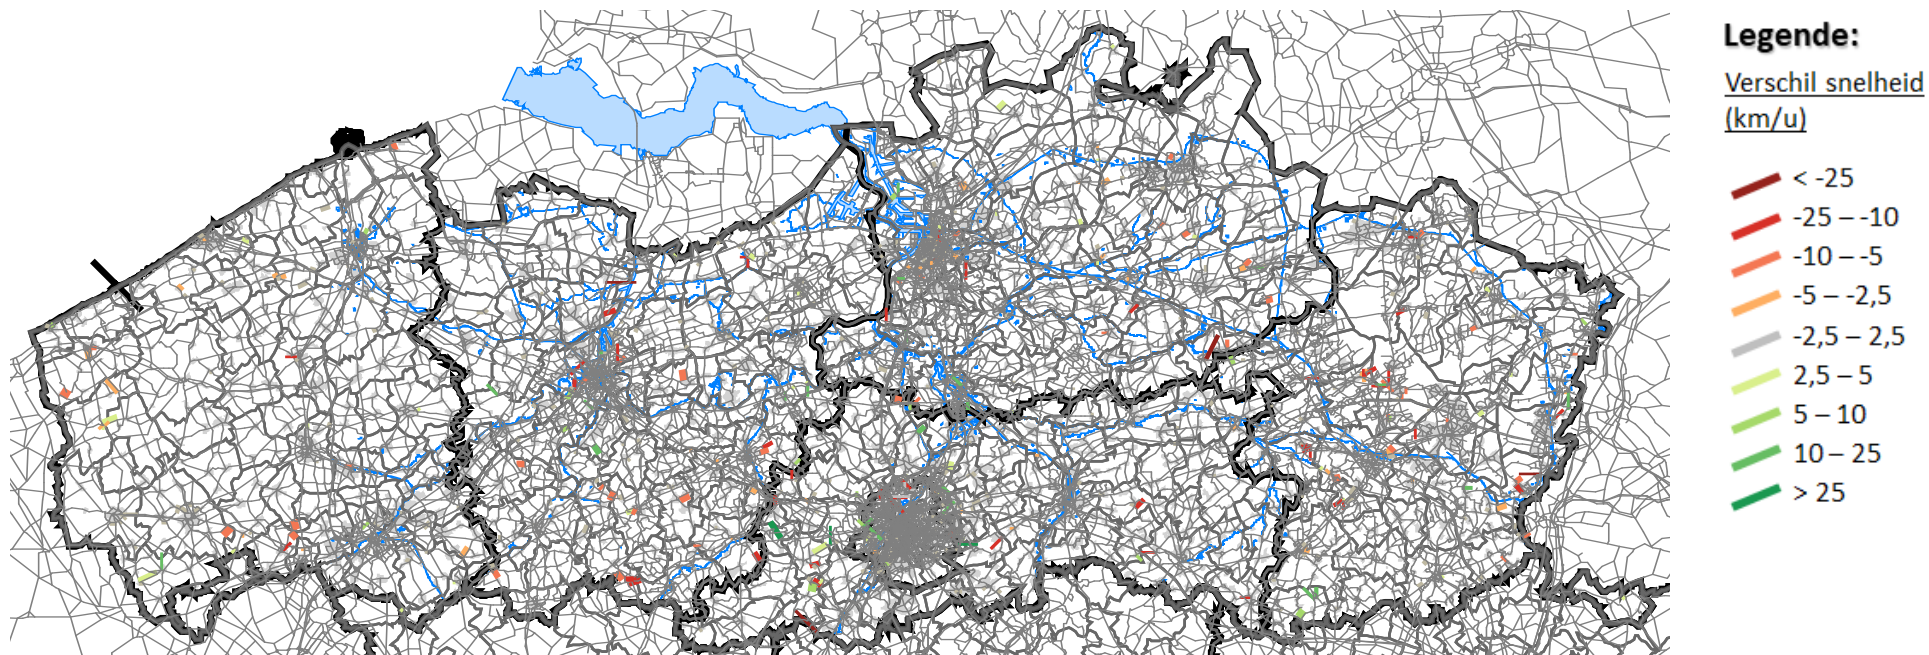 Legende:
Verschil snelheid
(km/u)
< -25
-25 – -10
-10 – -5
-5 – -2,5
-2,5 – 2,5
2,5 – 5
5 – 10
10 – 25
> 25